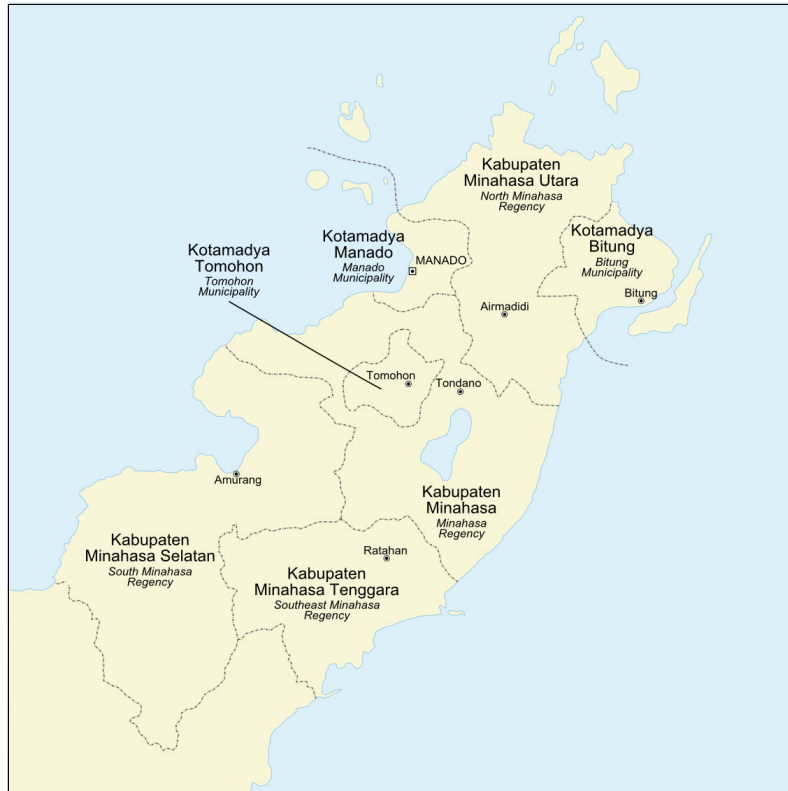 Kabupaten
Minahasa Utara
North Minahasa
Regency
Kotamadya
Bitung
Bitung
Municipality
Kotamadya
Manado
Manado
Municipality
Kotamadya
Tomohon
Tomohon
Municipality
MANADO
Bitung
Airmadidi
Tomohon
Tondano
Amurang
Kabupaten
Minahasa
Minahasa
Regency
Kabupaten
Minahasa Selatan
South Minahasa
Regency
Ratahan
Kabupaten
Minahasa Tenggara
Southeast Minahasa
Regency